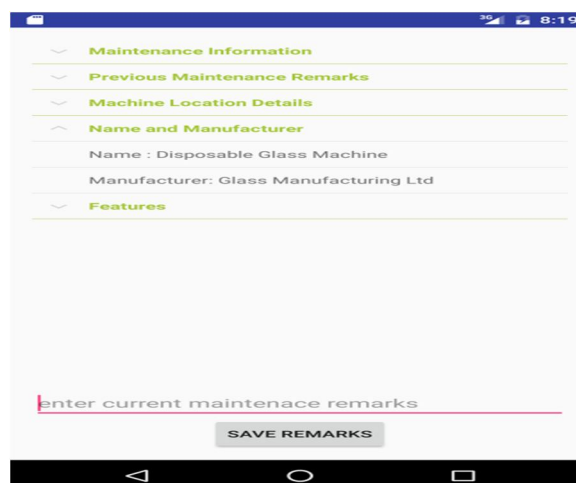 3G 8:19
Maintenance Information
Previous Maintenance Remarks
Machine Location Details
Name and Manufacturer
Name : Disposable Glass Machine
Manufacturer: Glass Manufacturing Ltd
Features
enter current maintenace remarks
SAVE REMARKS